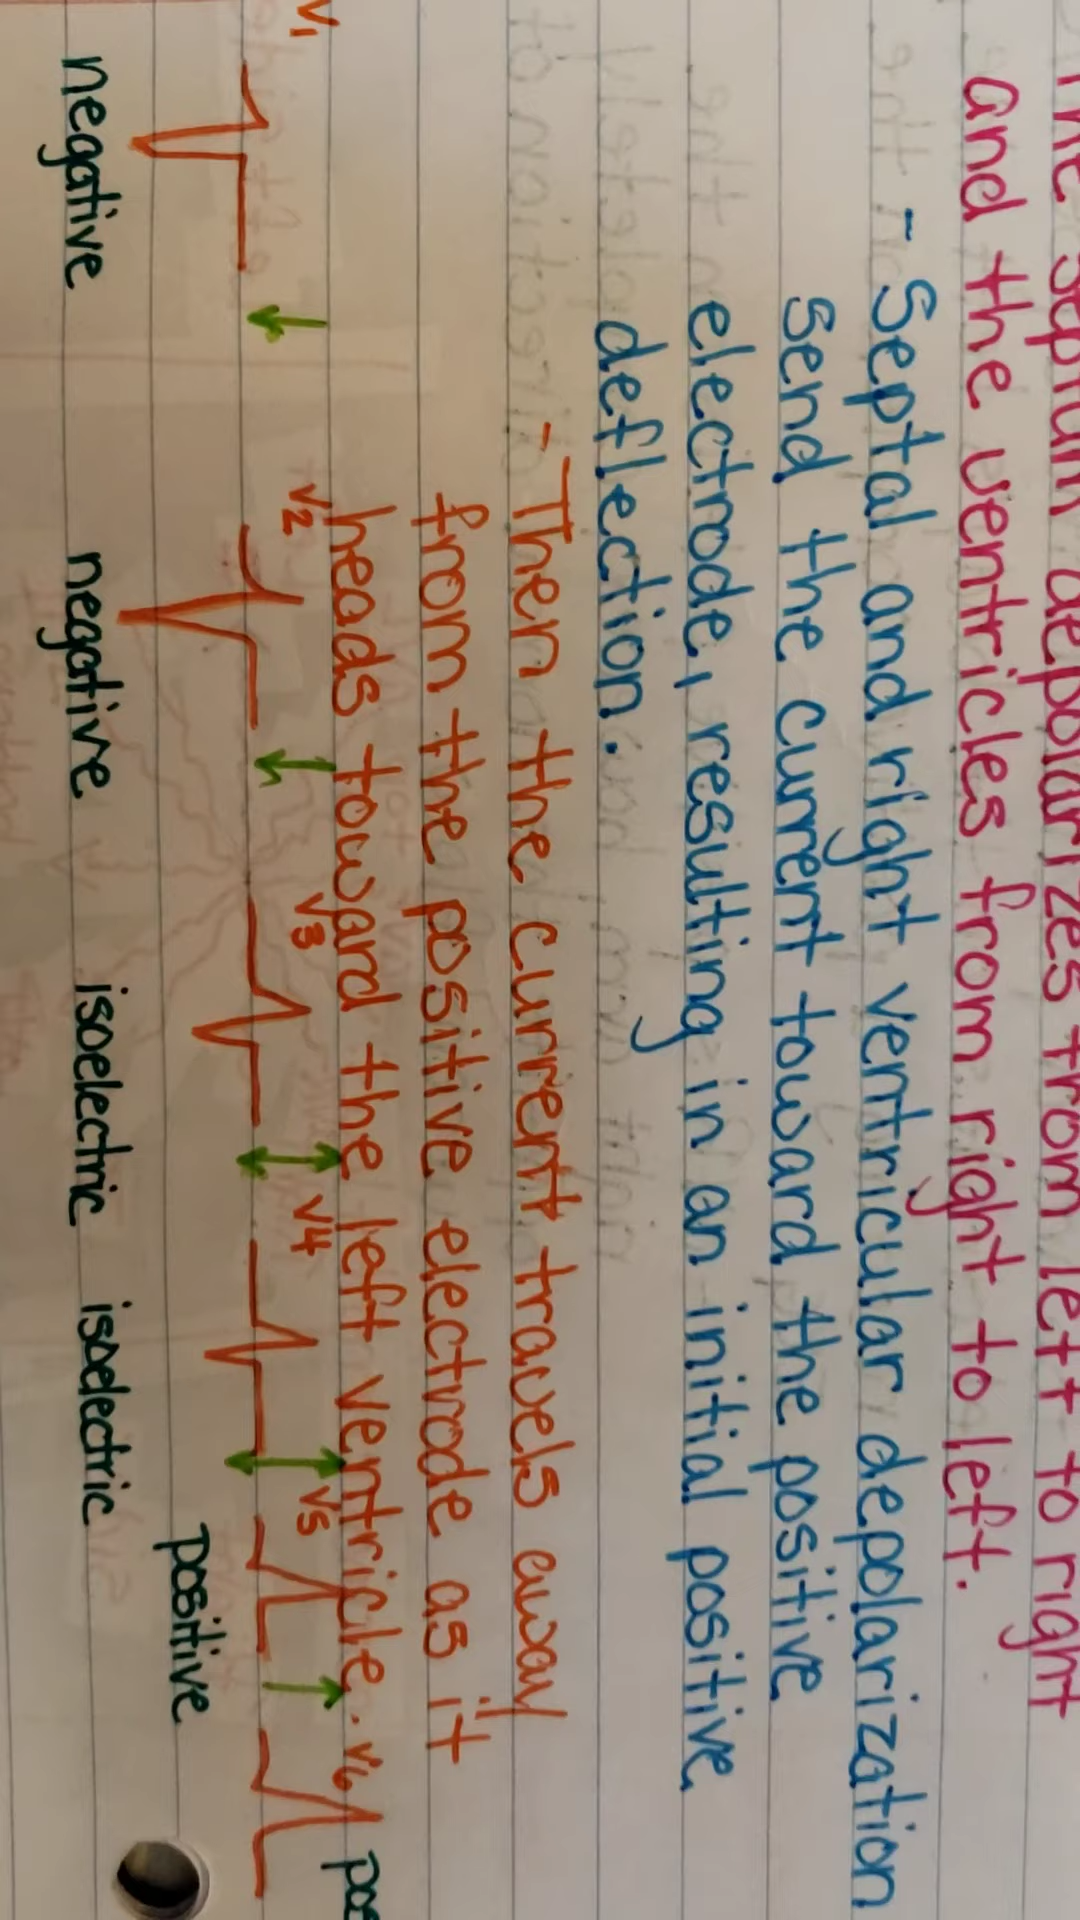 The septum depolarizes from left to right
and the ventricles from right to left.
- Septal and right ventricular depolarization
send the current toward the positive
electrode, resulting in an initial positive
deflection.
- Then the current travels away
from the positive electrode as it
heads toward the left ventricle.
V1 V2 V3 V4 V5 V6
negative negative isoelectric isoelectric positive pos